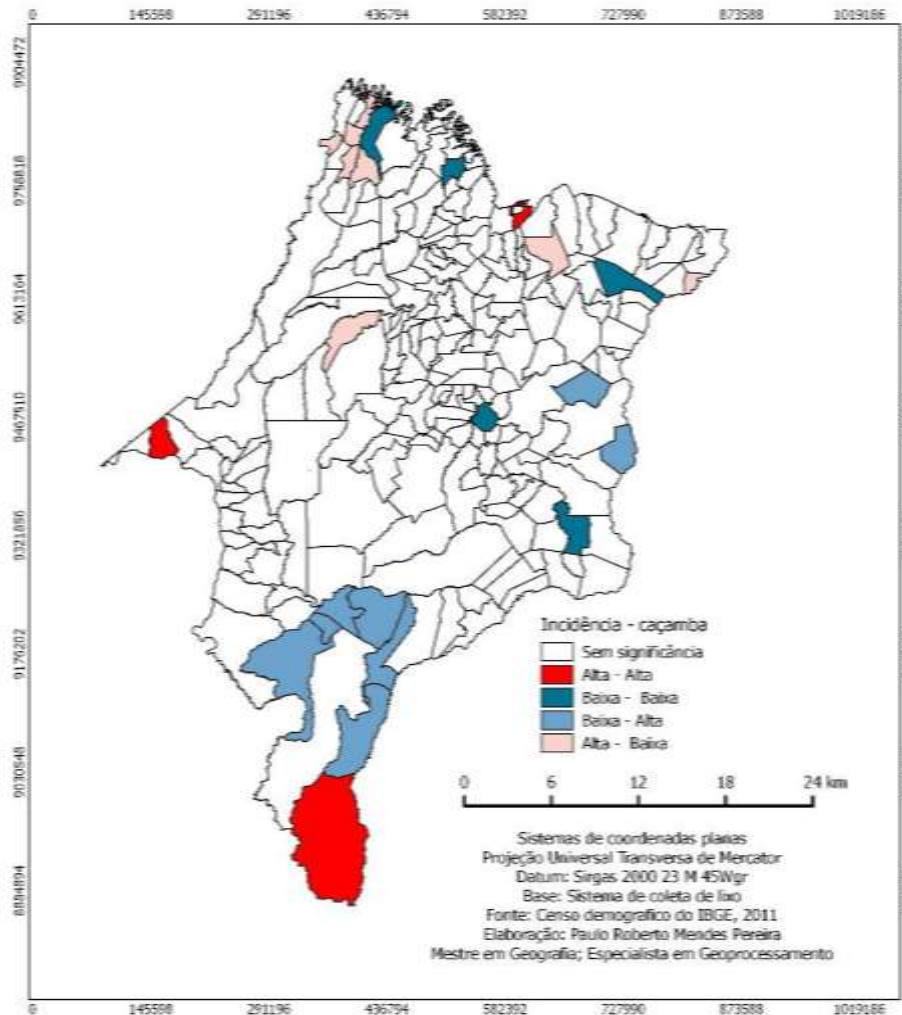 0 145598 291196 436794 582392 727990 873588 1019186
9904472
9758818
9613164
9467510
9321856
9176202
9030548
8884894
Incidência - caçamba
Sem significância
Alta - Alta
Baixa - Baixa
Baixa - Alta
Alta - Baixa
0 6 12 18 24 km
Sistemas de coordenadas planas
Projeção Universal Transversa de Mercator
Datum: Sirgas 2000 23 M 45Wgr
Base: Sistema de coleta de lixo
Fonte: Censo demografico do IBGE, 2011
Elaboração: Paulo Roberto Mendes Pereira
Mestre em Geografia; Especialista em Geoprocessamento
0 145598 291196 436794 582392 727990 873588 1019186